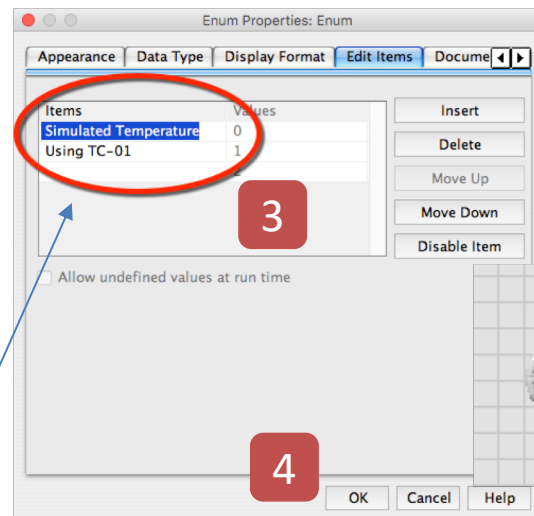 Enum Properties: Enum
Appearance Data Type Display Format Edit Items Docume
Items Values
Simulated Temperature 0
Using TC-01 1
2
Insert
Delete
Move Up
Move Down
Disable Item
3
Allow undefined values at run time
4
OK Cancel Help